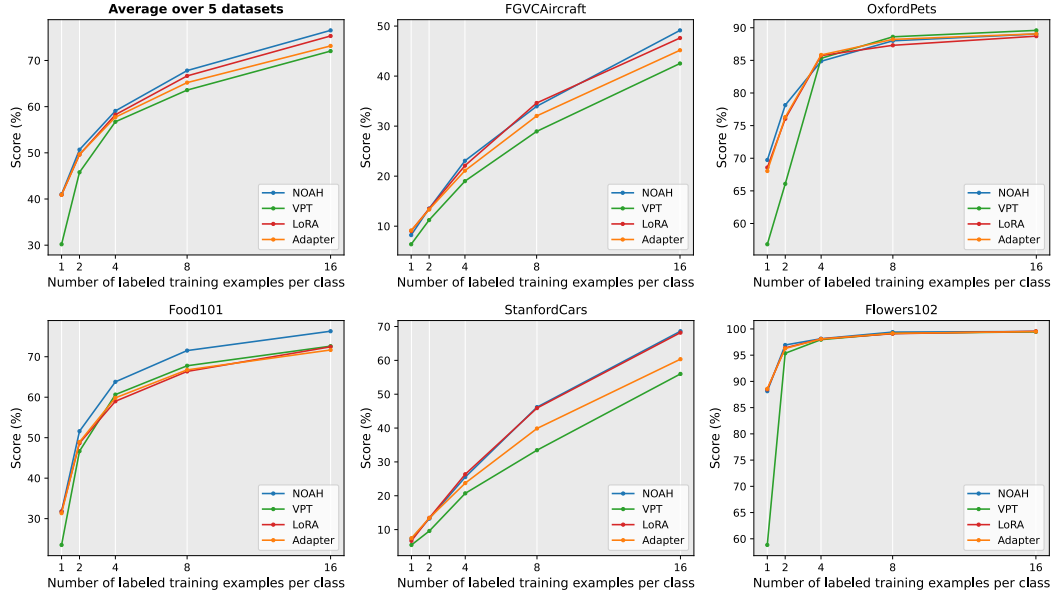 Average over 5 datasets
Score (%)
70
60
50
40
30
NOAH
VPT
LoRA
Adapter
1 2 4 8 16
Number of labeled training examples per class
FGVCAircraft
Score (%)
50
40
30
20
10
NOAH
VPT
LoRA
Adapter
1 2 4 8 16
Number of labeled training examples per class
OxfordPets
Score (%)
90
85
80
75
70
65
60
NOAH
VPT
LoRA
Adapter
1 2 4 8 16
Number of labeled training examples per class
Food101
Score (%)
70
60
50
40
30
NOAH
VPT
LoRA
Adapter
1 2 4 8 16
Number of labeled training examples per class
StanfordCars
Score (%)
70
60
50
40
30
20
10
NOAH
VPT
LoRA
Adapter
1 2 4 8 16
Number of labeled training examples per class
Flowers102
Score (%)
100
95
90
85
80
75
70
65
60
NOAH
VPT
LoRA
Adapter
1 2 4 8 16
Number of labeled training examples per class